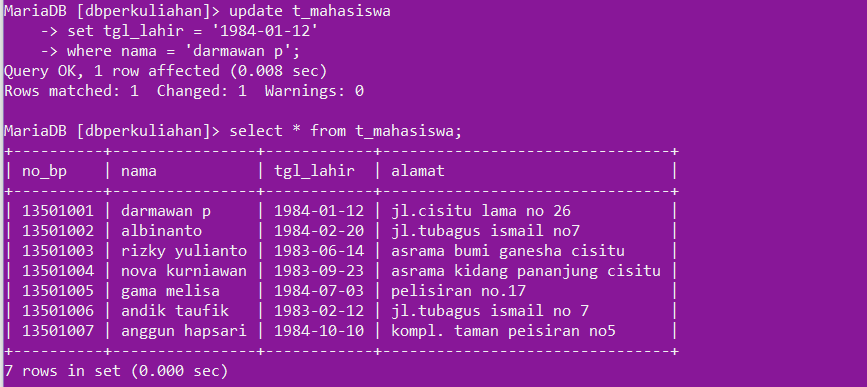 MariaDB [dbperkuliahan]> update t_mahasiswa
    -> set tgl_lahir = '1984-01-12'
    -> where nama = 'darmawan p';
Query OK, 1 row affected (0.008 sec)
Rows matched: 1  Changed: 1  Warnings: 0

MariaDB [dbperkuliahan]> select * from t_mahasiswa;
+----------+----------------+------------+-------------------------------+
| no_bp    | nama           | tgl_lahir  | alamat                        |
+----------+----------------+------------+-------------------------------+
| 13501001 | darmawan p     | 1984-01-12 | jl.cisitu lama no 26          |
| 13501002 | albinanto      | 1984-02-20 | jl.tubagus ismail no7         |
| 13501003 | rizky yulianto | 1983-06-14 | asrama bumi ganesha cisitu    |
| 13501004 | nova kurniawan | 1983-09-23 | asrama kidang pananjung cisitu |
| 13501005 | gama melisa    | 1984-07-03 | pelisiran no.17               |
| 13501006 | andik taufik   | 1983-02-12 | jl.tubagus ismail no 7        |
| 13501007 | anggun hapsari | 1984-10-10 | kompl. taman peisiran no5     |
+----------+----------------+------------+-------------------------------+
7 rows in set (0.000 sec)